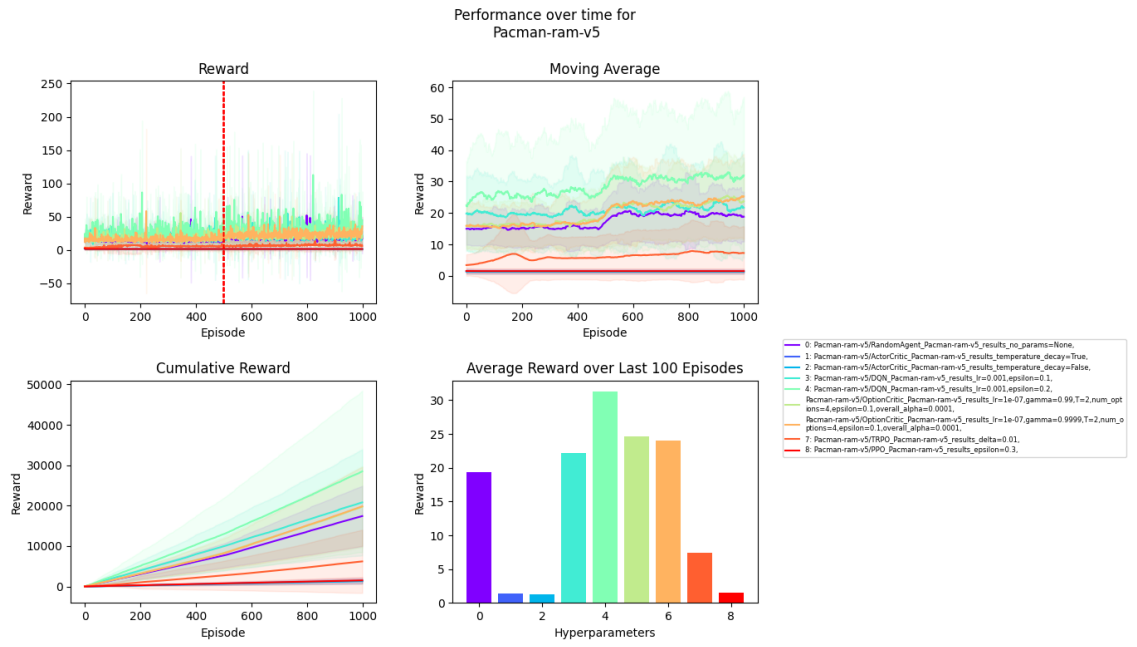 Performance over time for
Pacman-ram-v5
Reward
250
200
150
100
50
0
−50
Reward
0
200
400
600
800
1000
Episode
Moving Average
60
50
40
30
20
10
0
Reward
0
200
400
600
800
1000
Episode
Cumulative Reward
50000
40000
30000
20000
10000
0
Reward
0
200
400
600
800
1000
Episode
Average Reward over Last 100 Episodes
30
25
20
15
10
5
0
Reward
0
2
4
6
8
Hyperparameters
0: Pacman-ram-v5/RandomAgent_Pacman-ram-v5_results_no_params=None,
1: Pacman-ram-v5/ActorCritic_Pacman-ram-v5_results_temperature_decay=True,
2: Pacman-ram-v5/ActorCritic_Pacman-ram-v5_results_temperature_decay=False,
3: Pacman-ram-v5/DQN_Pacman-ram-v5_results_lr=0.001,epsilon=0.1,
4: Pacman-ram-v5/DQN_Pacman-ram-v5_results_lr=0.001,epsilon=0.2,
Pacman-ram-v5/OptionCritic_Pacman-ram-v5_results_lr=1e-07,gamma=0.99,T=2,num_opt
ions=4,epsilon=0.1,overall_alpha=0.0001,
Pacman-ram-v5/OptionCritic_Pacman-ram-v5_results_lr=1e-07,gamma=0.9999,T=2,num_o
ptions=4,epsilon=0.1,overall_alpha=0.0001,
7: Pacman-ram-v5/TRPO_Pacman-ram-v5_results_delta=0.01,
8: Pacman-ram-v5/PPO_Pacman-ram-v5_results_epsilon=0.3,